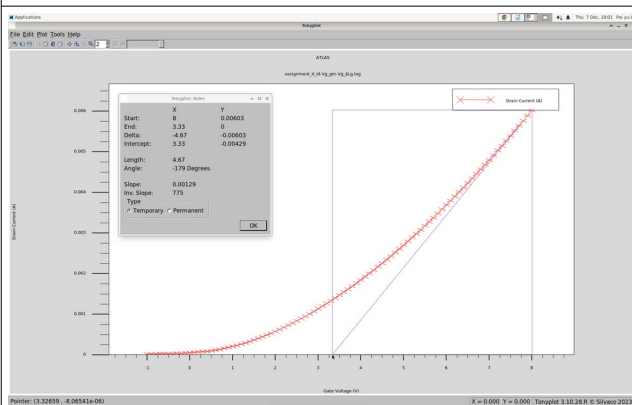 Applications
Thu 7 Dec, 18:01 Pei yu L
Tonyplot
File Edit Plot Tools Help
2
ATLAS
Tonyplot: Ruler
X Y
Start: 8 0.00603
End: 3.33 0
Delta: -4.67 -0.00603
Intercept: 3.33 -0.00429
Length: 4.67
Angle: -179 Degrees
Slope: 0.00129
Inv. Slope: 775
Type
Temporary Permanent
OK
Drain Current (A)
0.006
0.005
0.004
0.003
0.002
0.001
0
Drain Current (A)
-1 0 1 2 3 4 5 6 7 8
Gate Voltage (V)
Pointer: (3.32659 , -8.06541e-06)
X = 0.000 Y = 0.000 Tonyplot 3.10.28.R © Silvaco 2023